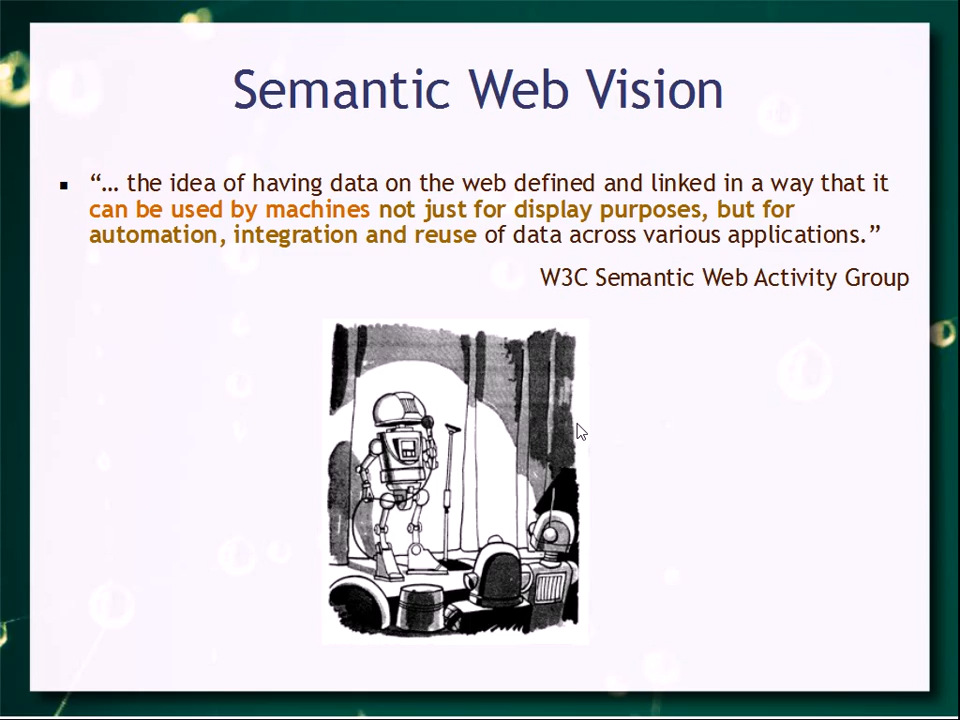 Semantic Web Vision
“… the idea of having data on the web defined and linked in a way that it
can be used by machines not just for display purposes, but for
automation, integration and reuse of data across various applications.”
W3C Semantic Web Activity Group